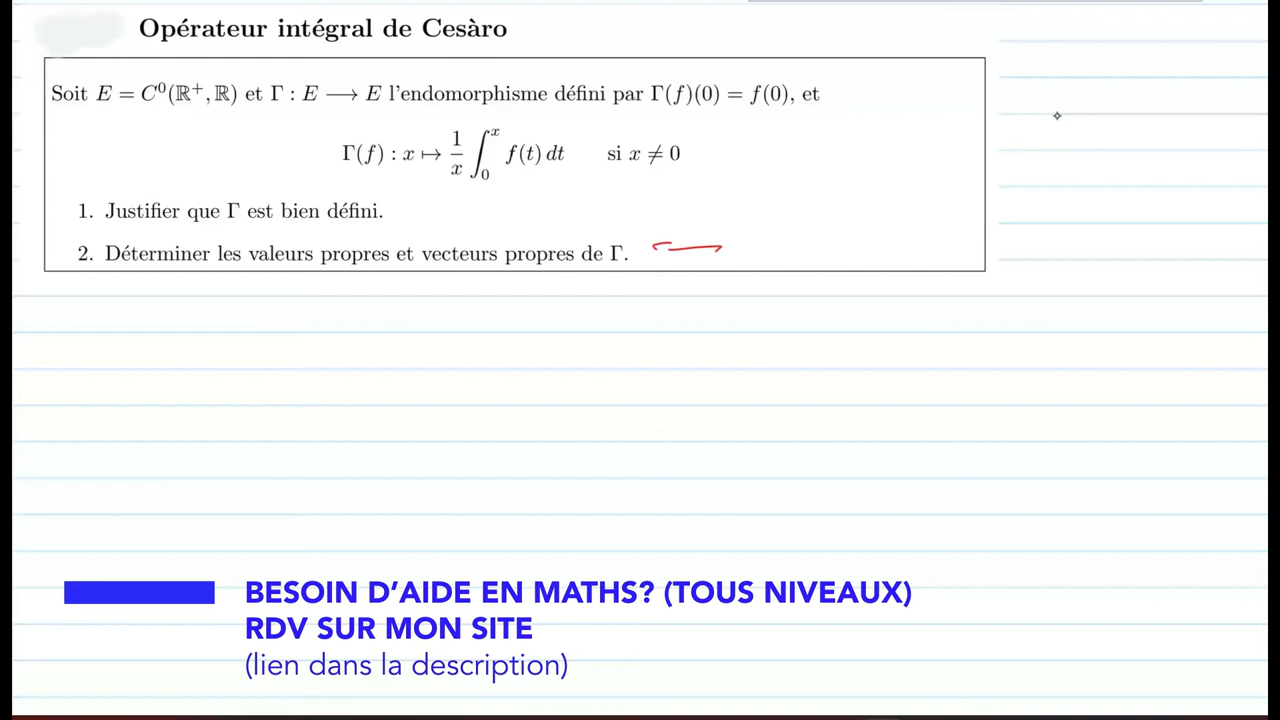 Opérateur intégral de Cesàro
Soit E = C⁰(ℝ⁺, ℝ) et Γ : E ⟶ E l'endomorphisme défini par Γ(f)(0) = f(0), et
Γ(f) : x ↦ 1/x ∫₀ˣ f(t) dt si x ≠ 0
1. Justifier que Γ est bien défini.
2. Déterminer les valeurs propres et vecteurs propres de Γ.
BESOIN D'AIDE EN MATHS? (TOUS NIVEAUX)
RDV SUR MON SITE
(lien dans la description)